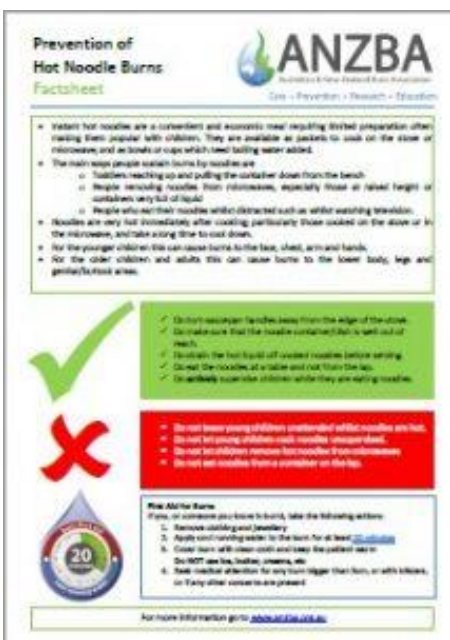 Prevention of
Hot Noodle Burns
Factsheet
ANZBA
Australian & New Zealand Burn Association
Care • Prevention • Research • Education
• Instant hot noodles are a convenient and economic meal requiring limited preparation often
making them popular with children. They are available as packets to cook on the stove or
microwave, and as bowls or cups which need boiling water added.
• The main ways people sustain burns by noodles are
o Toddlers reaching up and pulling the container down from the bench
o People removing noodles from microwaves, especially those at raised height or
containers very full of liquid
o People who eat their noodles whilst distracted such as whilst watching television.
• Noodles are very hot immediately after cooking, particularly those cooked on the stove or in
the microwave, and take a long time to cool down.
• For the younger children this can cause burns to the face, chest, arm and hands.
• For the older children and adults this can cause burns to the lower body, legs and
genital/buttock areas.
✓ Do turn saucepan handles away from the edge of the stove.
✓ Do make sure that the noodle container/dish is well out of
reach.
✓ Do strain the hot liquid off cooked noodles before serving.
✓ Do eat the noodles at a table and not from the lap.
✓ Do actively supervise children while they are eating noodles.
• Do not leave young children unattended whilst noodles are hot.
• Do not let young children cook noodles unsupervised.
• Do not let children remove hot noodles from microwaves
• Do not eat noodles from a container on the lap.
20
First Aid for Burns
If you, or someone you know is burnt, take the following actions:
1. Remove clothing and jewellery
2. Apply cool running water to the burn for at least 20 minutes
3. Cover burn with clean cloth and keep the patient warm
Do NOT use ice, butter, creams, etc
4. Seek medical attention for any burn bigger than 3cm, or with blisters,
or if any other concerns are present
For more information go to www.anzba.org.au